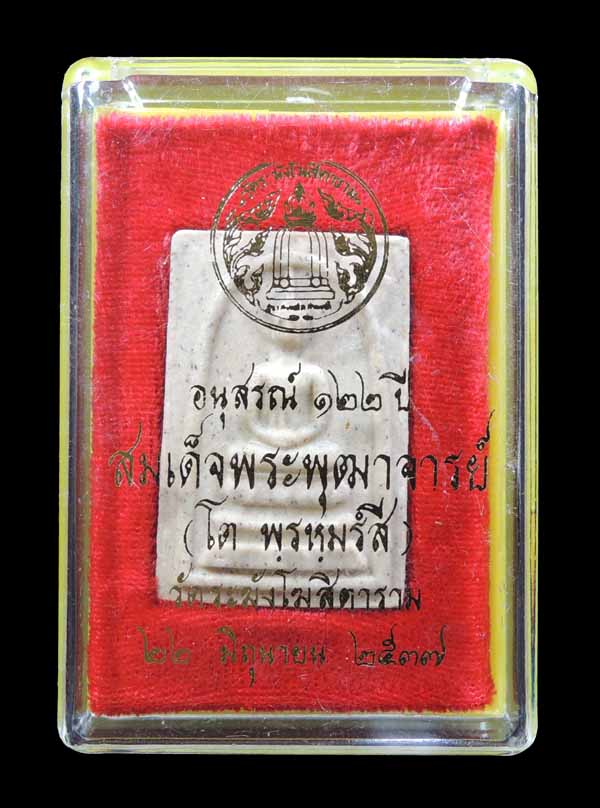 อนุสรณ์ ๑๒๒ ปี
สมเด็จพระพุฒาจารย์
(โต พฺรหฺมรํสี)
วัดระฆังโฆสิตาราม
๒๒ มิถุนายน ๒๕๓๗